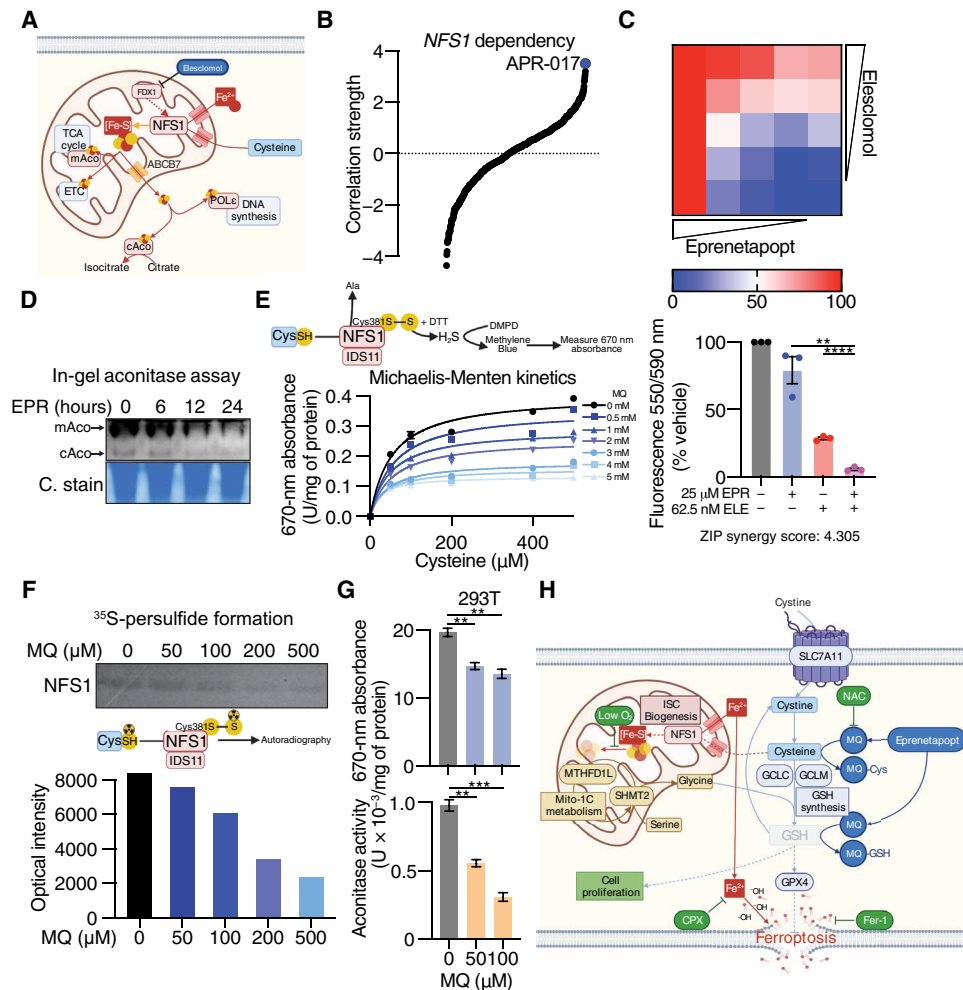 A
Elesclomol
FDX1
Fe2+
[Fe-S]
NFS1
TCA
cycle
mAco
ABCB7
Cysteine
ETC
POLε
DNA
synthesis
cAco
Isocitrate
Citrate
B
NFS1 dependency
APR-017
Correlation strength
4
2
0
−2
−4
C
Elesclomol
Eprenetapopt
0
50
100
Fluorescence 550/590 nm
(% vehicle)
100
50
0
**
****
25 μM EPR − + − +
62.5 nM ELE − − + +
ZIP synergy score: 4.305
D
In-gel aconitase assay
EPR (hours) 0 6 12 24
mAco
cAco
C. stain
E
Ala
CysSH
NFS1
IDS11
Cys381S
S
+ DTT
H2S
DMPD
Methylene
Blue
Measure 670 nm
absorbance
Michaelis-Menten kinetics
670-nm absorbance
(U/mg of protein)
0.4
0.3
0.2
0.1
0.0
0
200
400
Cysteine (μM)
MQ
0 mM
0.5 mM
1 mM
2 mM
3 mM
4 mM
5 mM
F
35S-persulfide formation
MQ (μM) 0 50 100 200 500
NFS1
CysSH
NFS1
IDS11
Cys381S
S
Autoradiography
Optical intensity
8000
6000
4000
2000
0
MQ (μM) 0 50 100 200 500
G
293T
670-nm absorbance
(U × 10−3/mg of protein)
20
10
0
**
**
Aconitase activity
1.0
0.5
0
***
**
0 50 100
MQ (μM)
H
Cystine
SLC7A11
NAC
Cystine
Low O2
ISC
Biogenesis
Fe2+
[Fe-S]
NFS1
Cysteine
MQ
Eprenetapopt
MQ
Cys
MTHFD1L
Glycine
GCLC
GCLM
GSH
synthesis
Mito-1C
metabolism
SHMT2
Serine
MQ
GSH
MQ
GSH
Cell
proliferation
GPX4
Fe2+
·OH
·OH
·OH
CPX
Fer-1
Ferroptosis